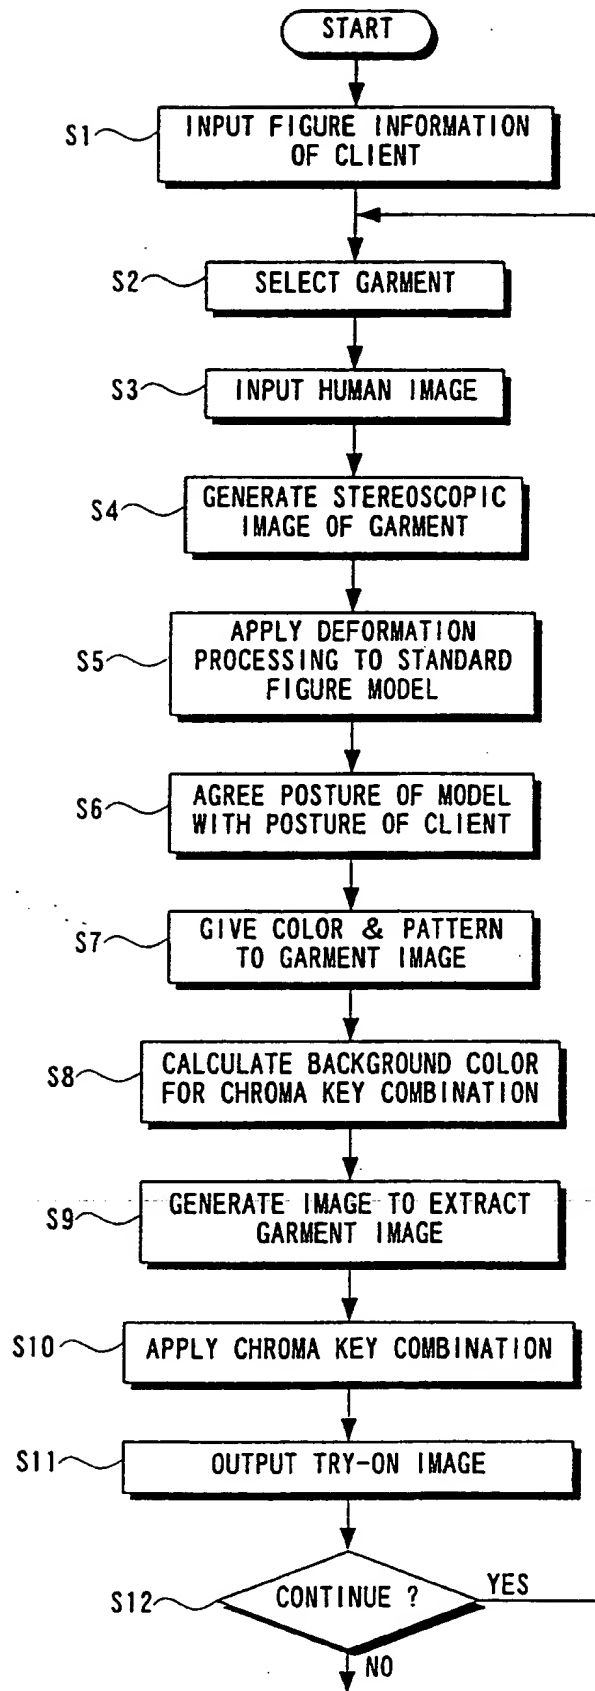 START
S1
INPUT FIGURE INFORMATION
OF CLIENT
S2
SELECT GARMENT
S3
INPUT HUMAN IMAGE
S4
GENERATE STEREOSCOPIC
IMAGE OF GARMENT
S5
APPLY DEFORMATION
PROCESSING TO STANDARD
FIGURE MODEL
S6
AGREE POSTURE OF MODEL
WITH POSTURE OF CLIENT
S7
GIVE COLOR & PATTERN
TO GARMENT IMAGE
S8
CALCULATE BACKGROUND COLOR
FOR CHROMA KEY COMBINATION
S9
GENERATE IMAGE TO EXTRACT
GARMENT IMAGE
S10
APPLY CHROMA KEY COMBINATION
S11
OUTPUT TRY-ON IMAGE
S12
CONTINUE ?
YES
NO